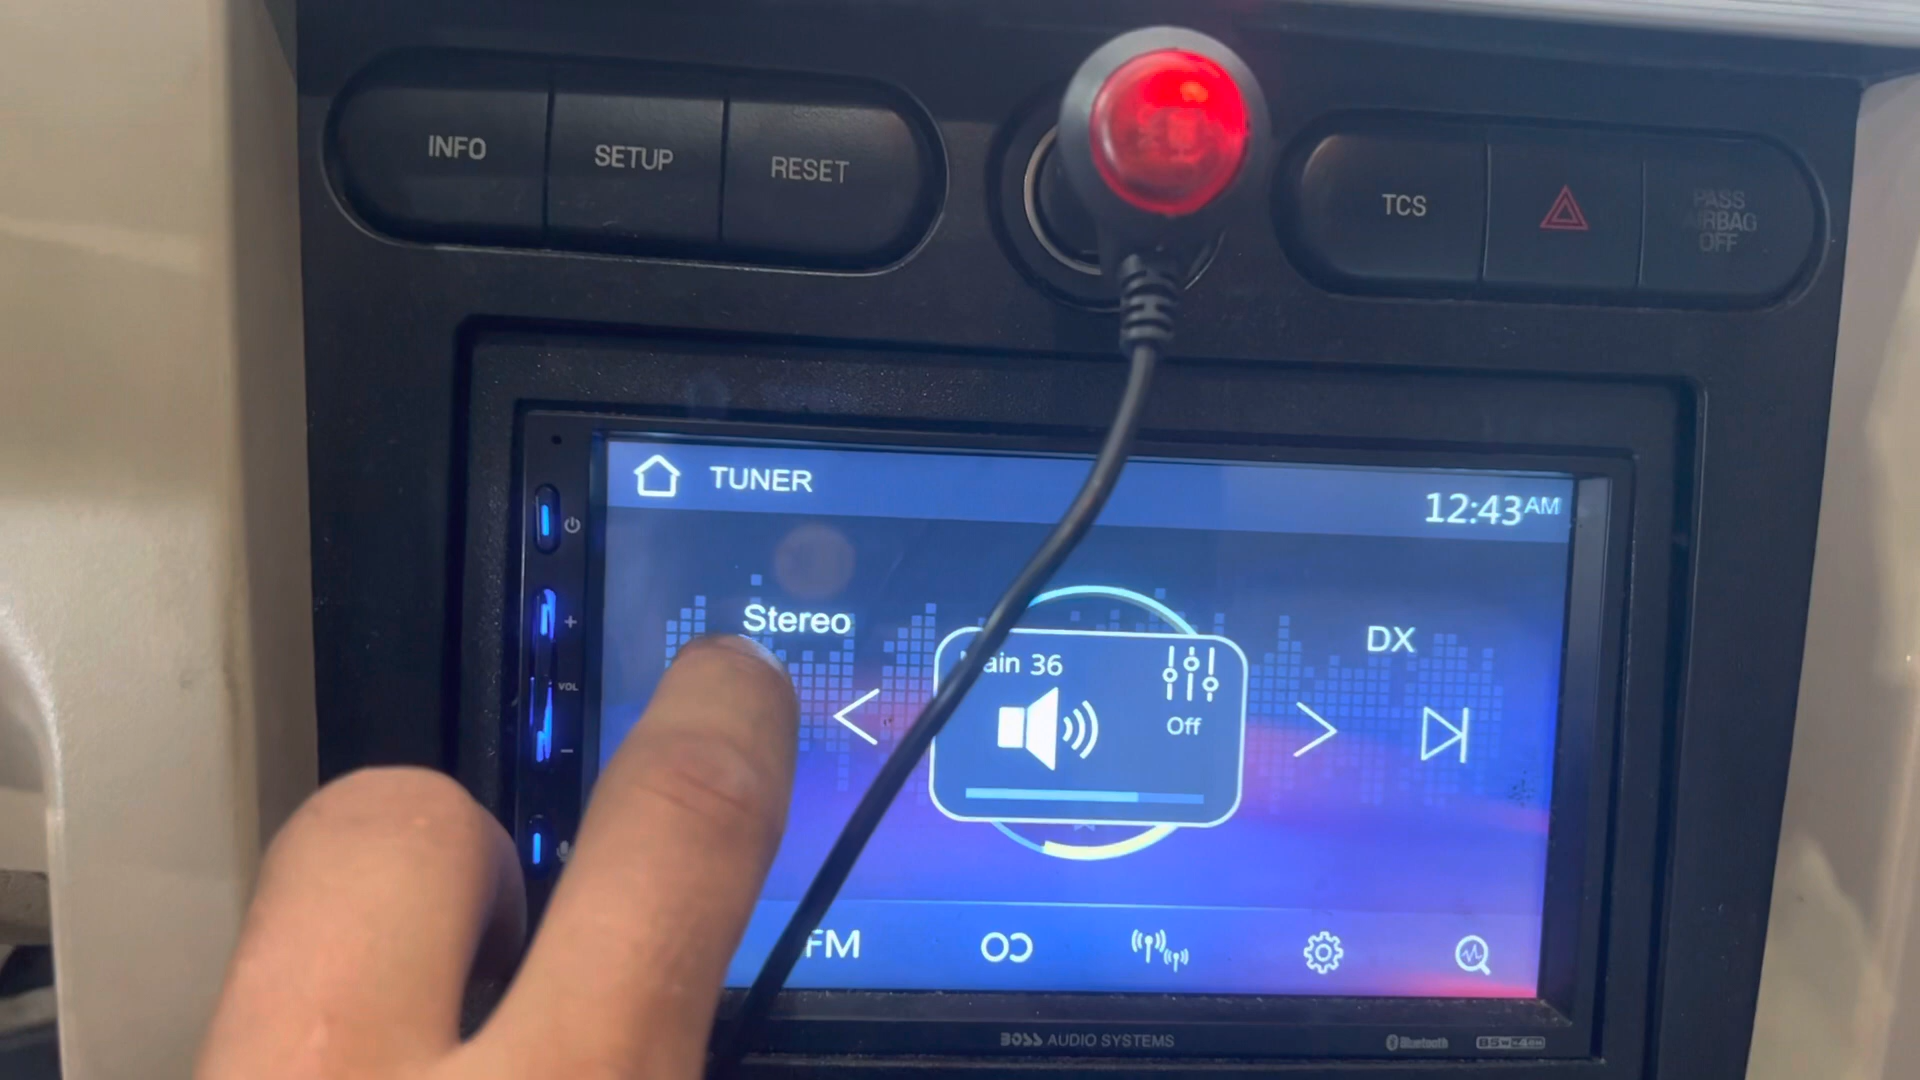 INFO
SETUP
RESET
TCS
PASS
AIRBAG
OFF
TUNER
12:43AM
Stereo
36
DX
Off
VOL
FM
BOSS AUDIO SYSTEMS
Bluetooth